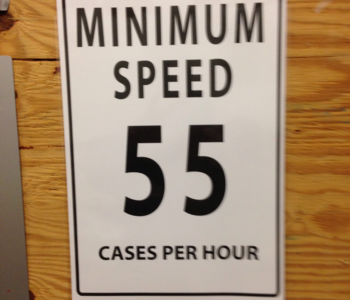 MINIMUM
SPEED
55
CASES PER HOUR